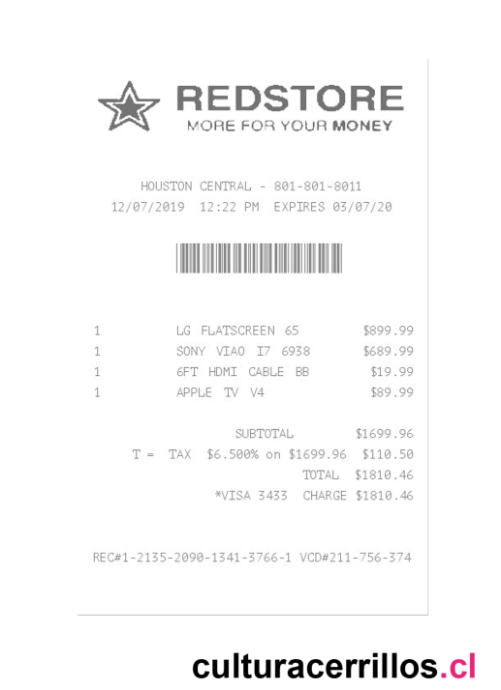 REDSTORE
MORE FOR YOUR MONEY
HOUSTON CENTRAL - 801-801-8011
12/07/2019 12:22 PM EXPIRES 03/07/20
1 LG FLATSCREEN 65 $899.99
1 SONY VIAO I7 6938 $689.99
1 6FT HDMI CABLE BB $19.99
1 APPLE TV V4 $89.99
SUBTOTAL $1699.96
T = TAX $6.500% on $1699.96 $110.50
TOTAL $1810.46
*VISA 3433 CHARGE $1810.46
REC#1-2135-2090-1341-3766-1 VCD#211-756-374
culturacerrillos.cl